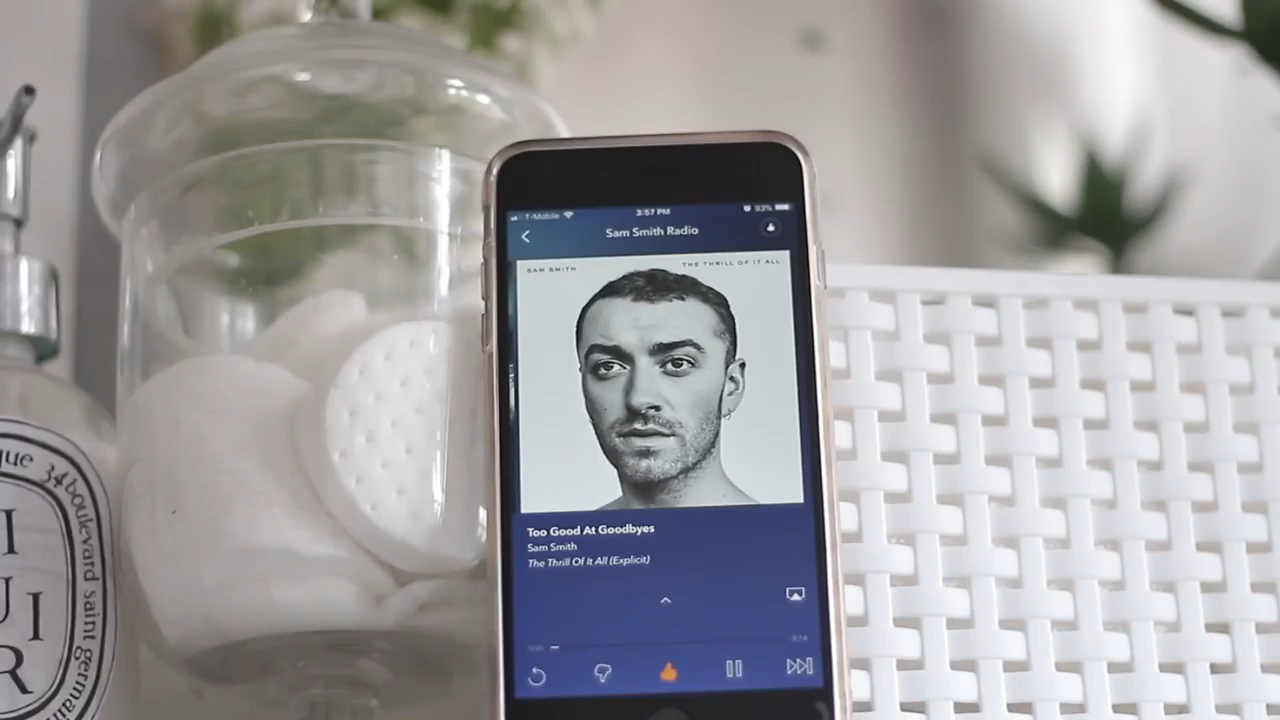 T-Mobile
3:57 PM
93%
Sam Smith Radio
SAM SMITH
THE THRILL OF IT ALL
Too Good At Goodbyes
Sam Smith
The Thrill Of It All (Explicit)
34 boulevard saint germain